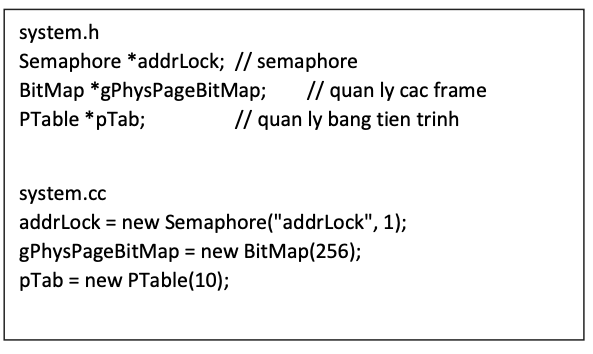 system.h
Semaphore *addrLock; // semaphore
BitMap *gPhysPageBitMap; // quan ly cac frame
PTable *pTab; // quan ly bang tien trinh
system.cc
addrLock = new Semaphore("addrLock", 1);
gPhysPageBitMap = new BitMap(256);
pTab = new PTable(10);